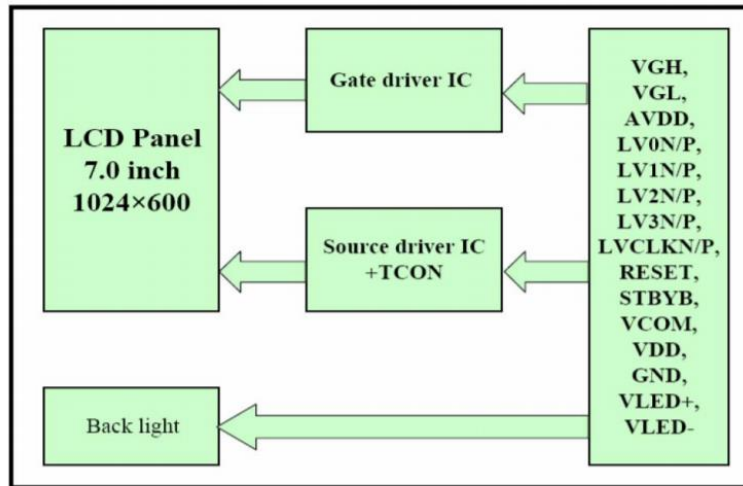 LCD Panel
7.0 inch
1024×600
Gate driver IC
Source driver IC
+TCON
Back light
VGH,
VGL,
AVDD,
LV0N/P,
LV1N/P,
LV2N/P,
LV3N/P,
LVCLKN/P,
RESET,
STBYB,
VCOM,
VDD,
GND,
VLED+,
VLED-